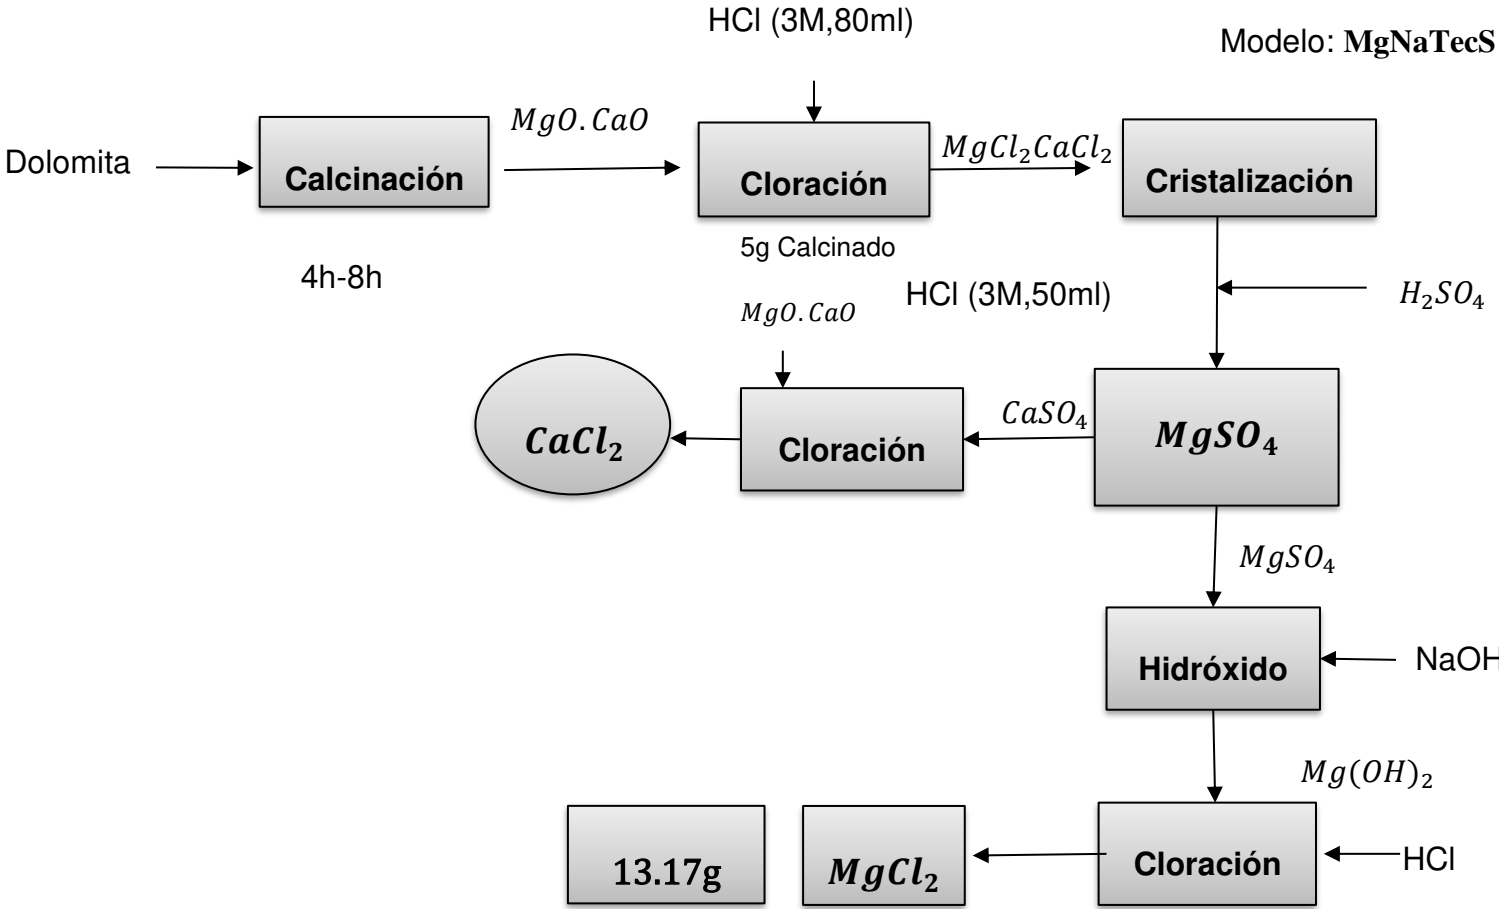 HCl (3M,80ml)
Modelo: MgNaTecS
Dolomita
Calcinación
MgO.CaO
Cloración
MgCl₂CaCl₂
Cristalización
4h-8h
5g Calcinado
HCl (3M,50ml)
H₂SO₄
MgO.CaO
CaCl₂
Cloración
CaSO₄
MgSO₄
MgSO₄
Hidróxido
NaOH
Mg(OH)₂
13.17g
MgCl₂
Cloración
HCl